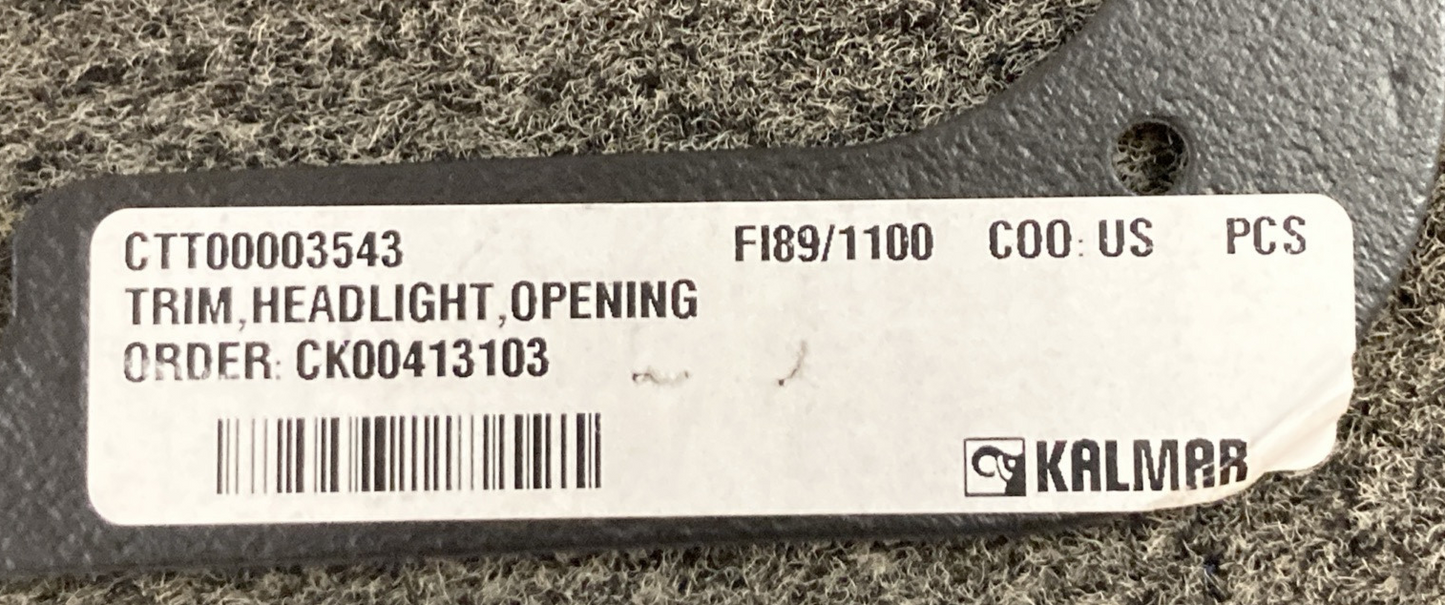 CTT00003543 FI89/1100 COO: US PCS
TRIM,HEADLIGHT,OPENING
ORDER: CK00413103
KALMAR